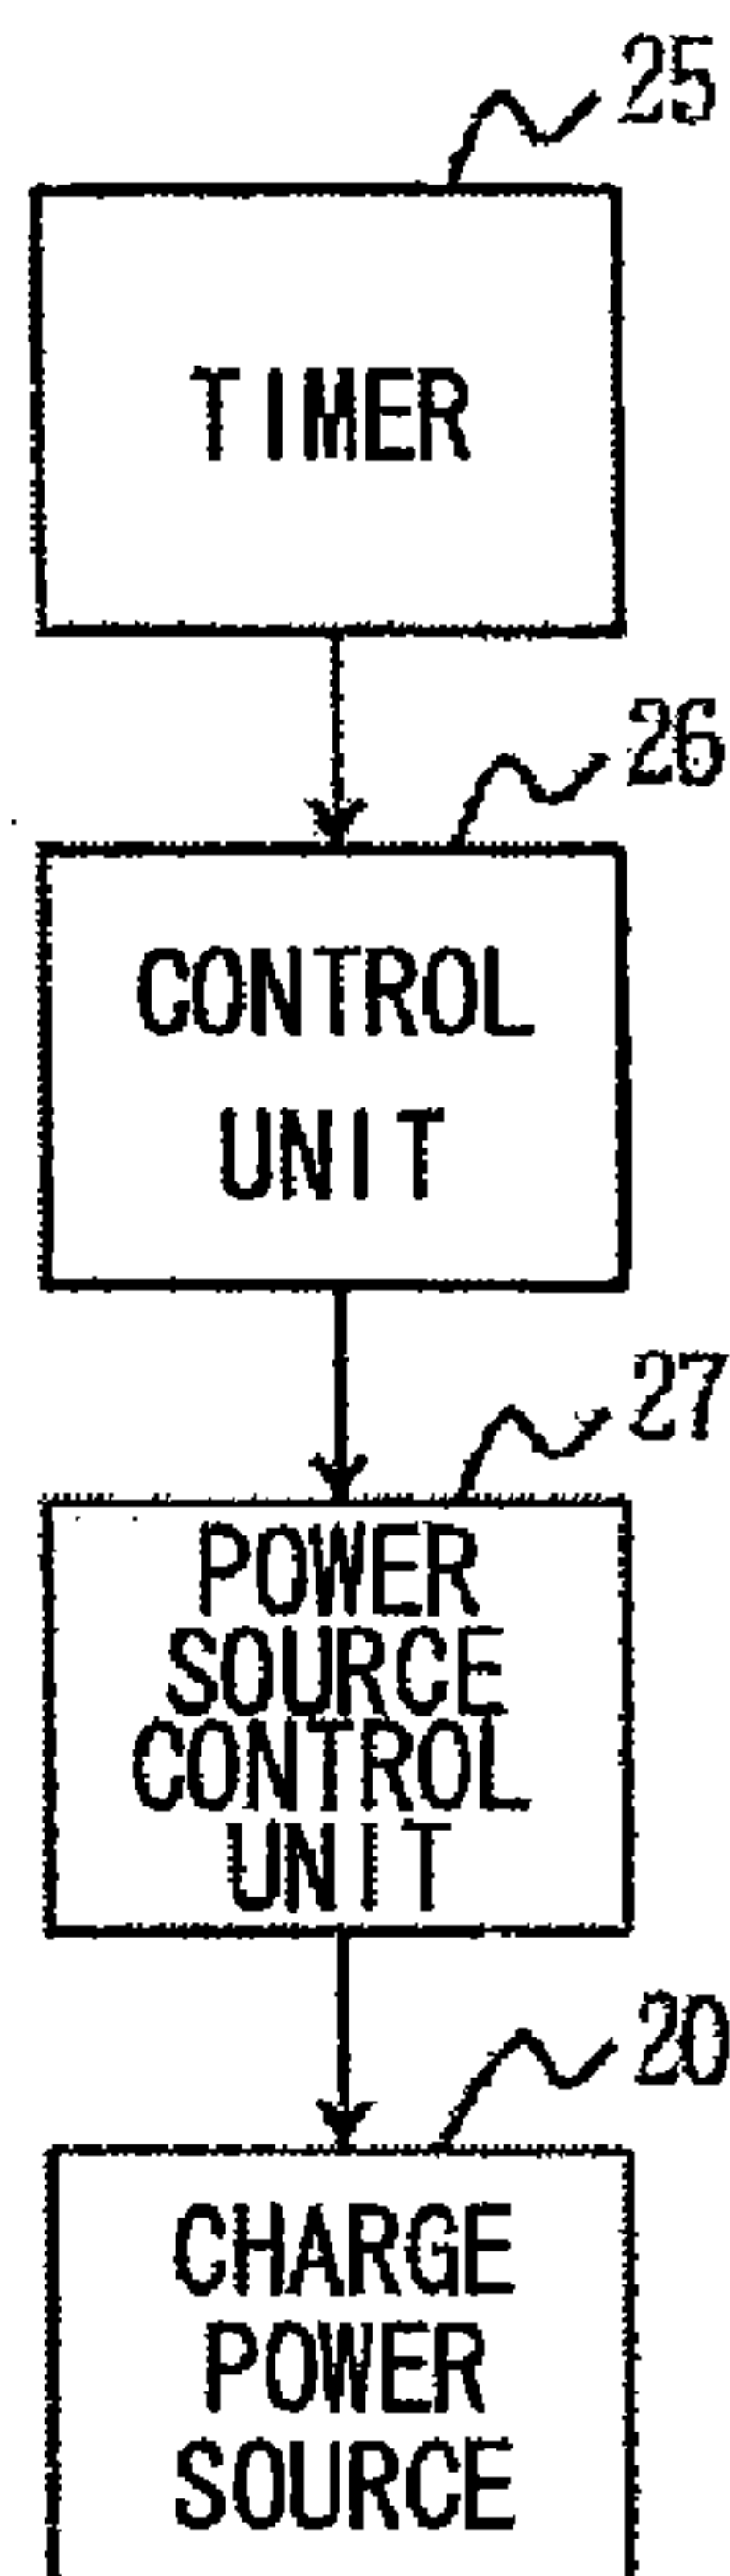 25
TIMER
26
CONTROL
UNIT
27
POWER
SOURCE
CONTROL
UNIT
20
CHARGE
POWER
SOURCE